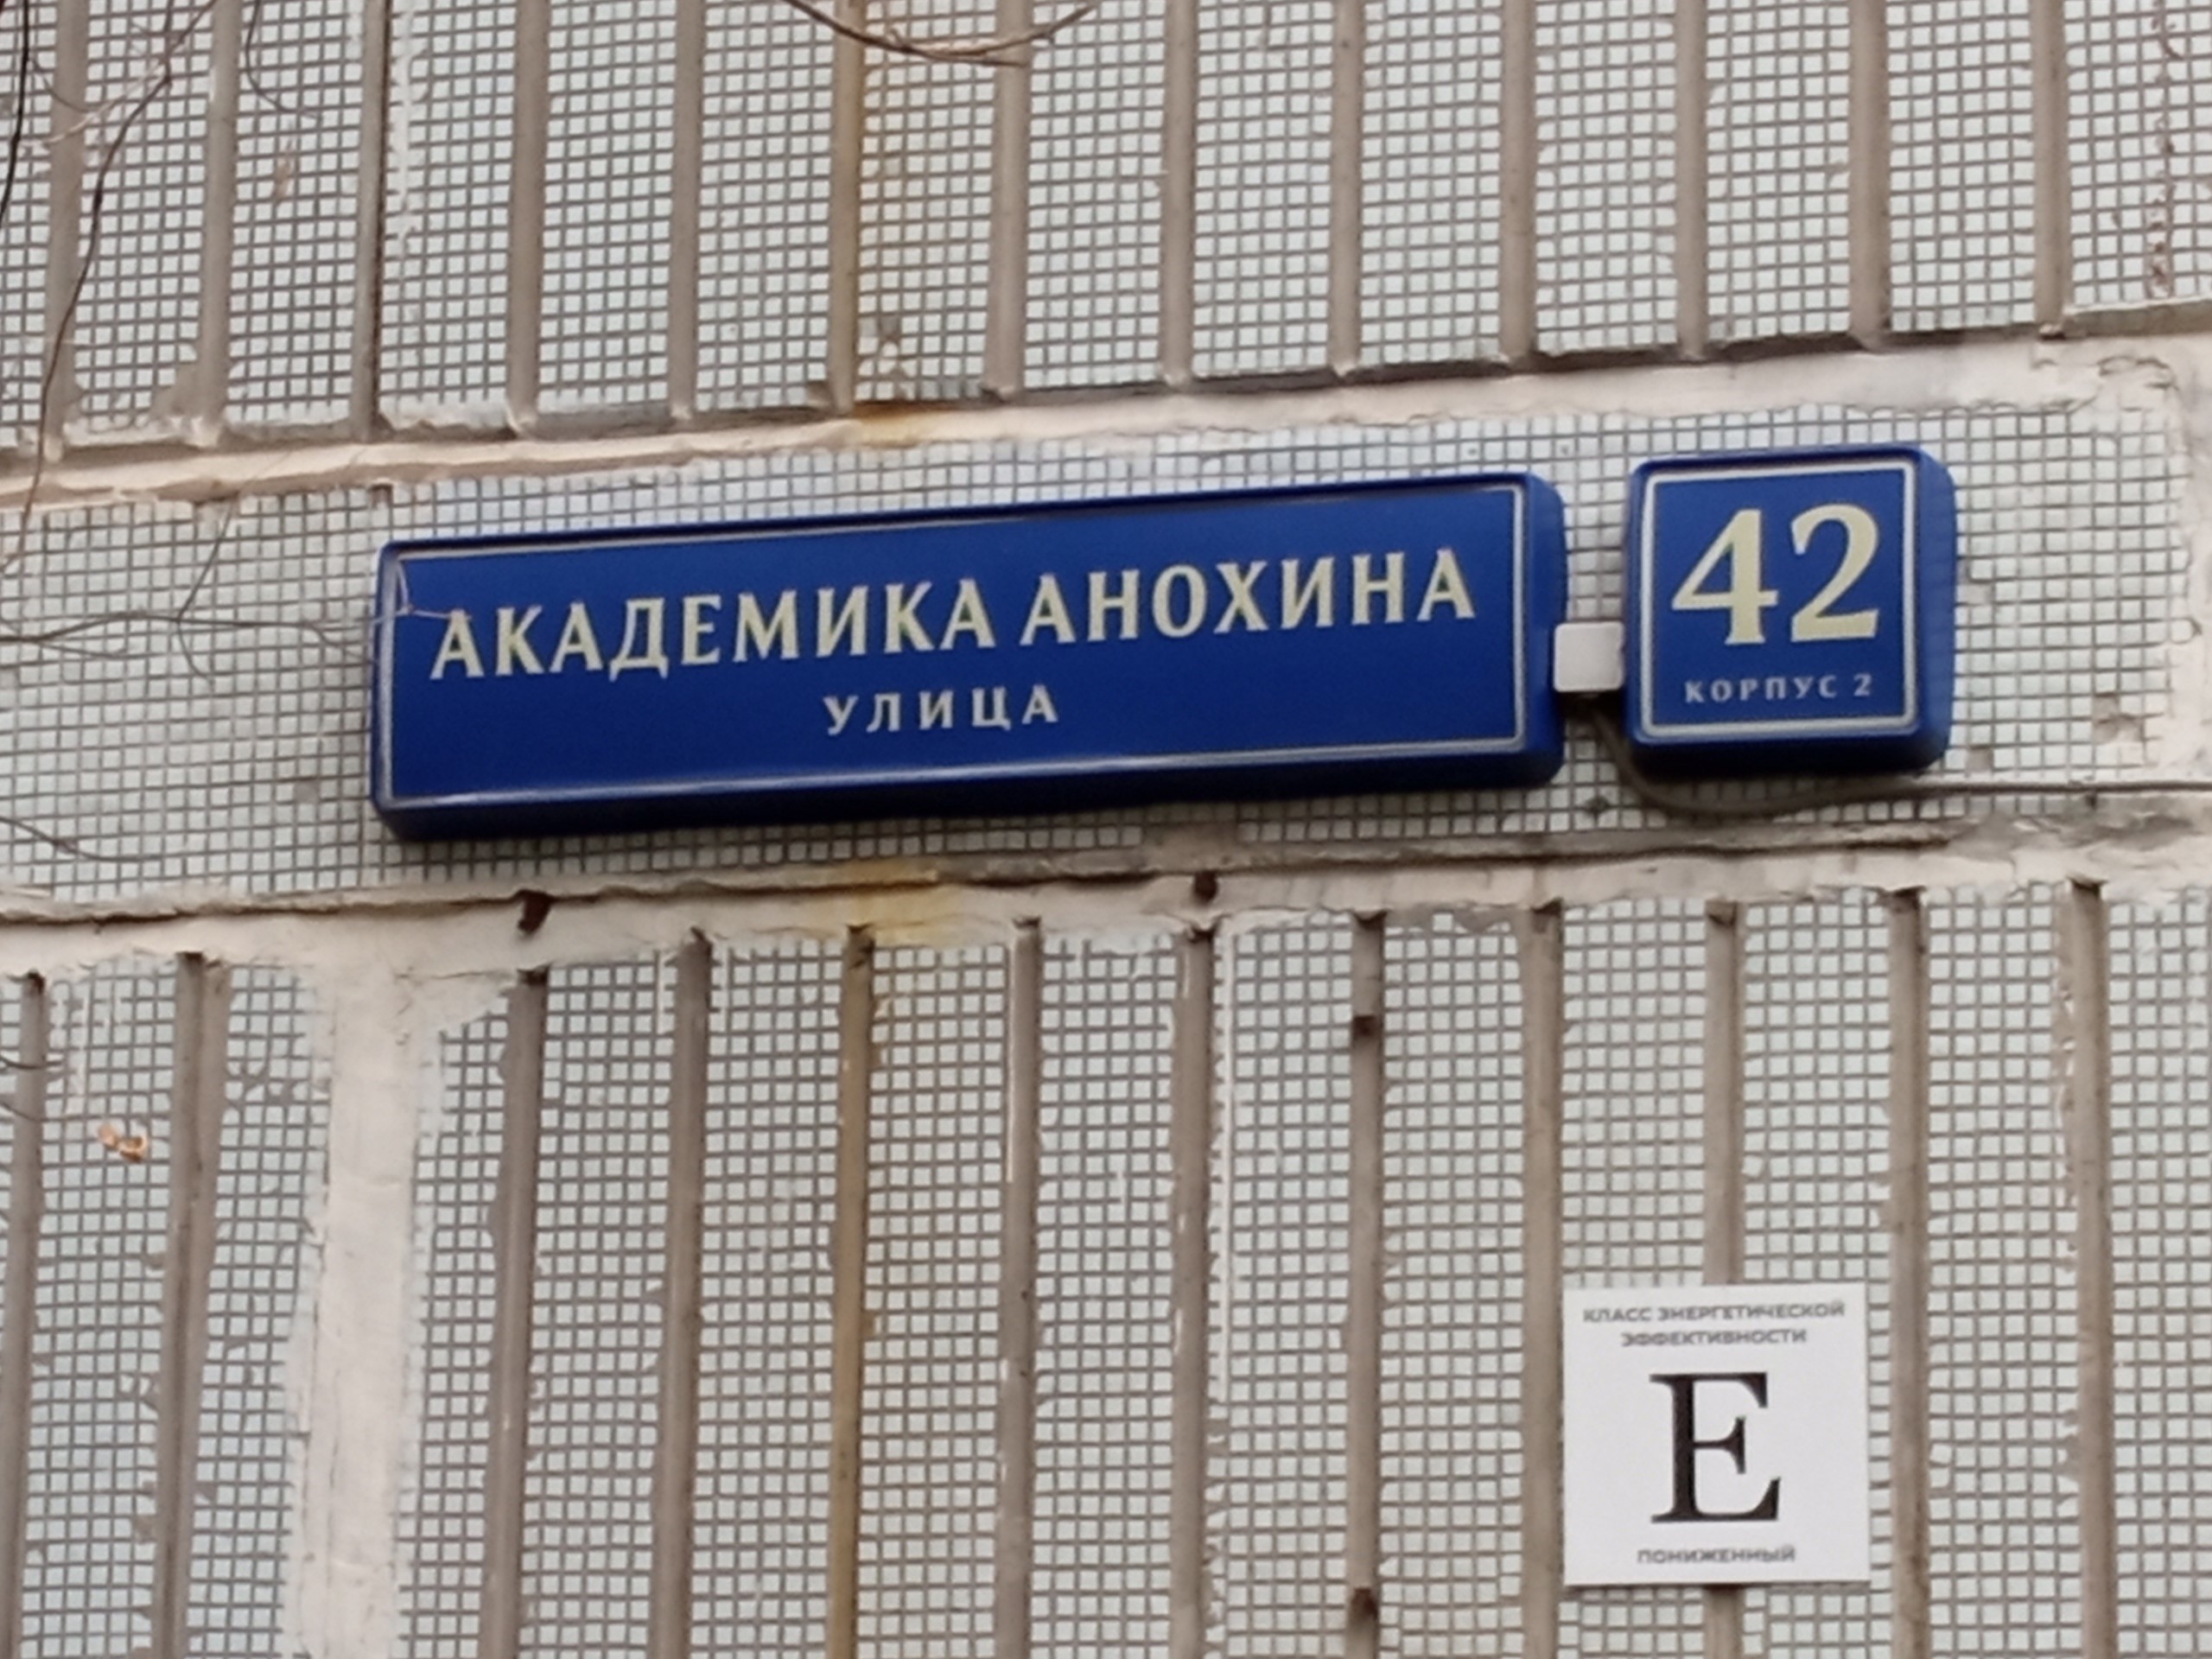 АКАДЕМИКА АНОХИНА
УЛИЦА
42
КОРПУС 2
КЛАСС ЭНЕРГЕТИЧЕСКОЙ
ЭФФЕКТИВНОСТИ
E
ПОНИЖЕННЫЙ